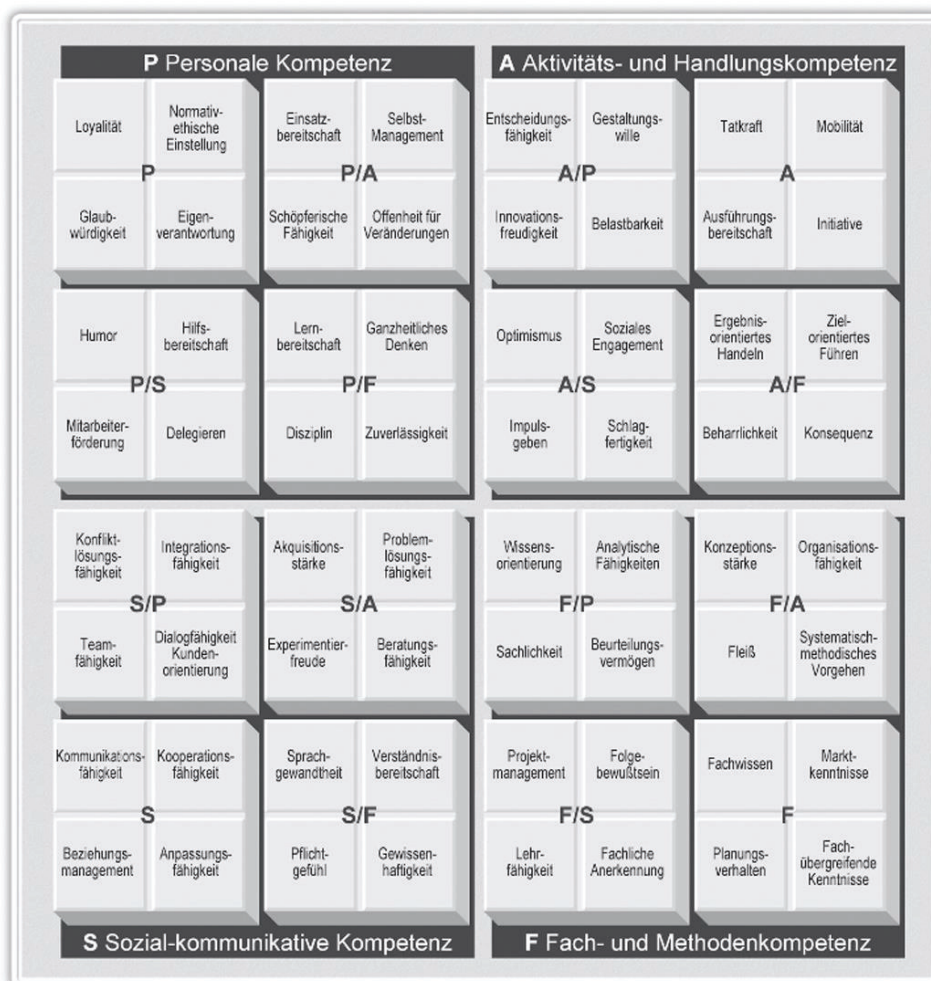 P Personale Kompetenz
Loyalität
Normativ-
ethische
Einstellung
P
Glaub-
würdigkeit
Eigen-
verantwortung
Einsatz-
bereitschaft
Selbst-
Management
P/A
Schöpferische
Fähigkeit
Offenheit für
Veränderungen
Humor
Hilfs-
bereitschaft
P/S
Mitarbeiter-
förderung
Delegieren
Lern-
bereitschaft
Ganzheitliches
Denken
P/F
Disziplin
Zuverlässigkeit
A Aktivitäts- und Handlungskompetenz
Entscheidungs-
fähigkeit
Gestaltungs-
wille
A/P
Innovations-
freudigkeit
Belastbarkeit
Tatkraft
Mobilität
A
Ausführungs-
bereitschaft
Initiative
Optimismus
Soziales
Engagement
A/S
Impuls-
geben
Schlag-
fertigkeit
Ergebnis-
orientiertes
Handeln
Ziel-
orientiertes
Führen
A/F
Beharrlichkeit
Konsequenz
Konflikt-
lösungs-
fähigkeit
Integrations-
fähigkeit
S/P
Team-
fähigkeit
Dialogfähigkeit
Kunden-
orientierung
Akquisitions-
stärke
Problem-
lösungs-
fähigkeit
S/A
Experimentier-
freude
Beratungs-
fähigkeit
Kommunikations-
fähigkeit
Kooperations-
fähigkeit
S
Beziehungs-
management
Anpassungs-
fähigkeit
Sprach-
gewandtheit
Verständnis-
bereitschaft
S/F
Pflicht-
gefühl
Gewissen-
haftigkeit
S Sozial-kommunikative Kompetenz
Wissens-
orientierung
Analytische
Fähigkeiten
F/P
Sachlichkeit
Beurteilungs-
vermögen
Konzeptions-
stärke
Organisations-
fähigkeit
F/A
Fleiß
Systematisch-
methodisches
Vorgehen
Projekt-
management
Folge-
bewußtsein
F/S
Lehr-
fähigkeit
Fachliche
Anerkennung
Fachwissen
Markt-
kenntnisse
F
Planungs-
verhalten
Fach-
übergreifende
Kenntnisse
F Fach- und Methodenkompetenz